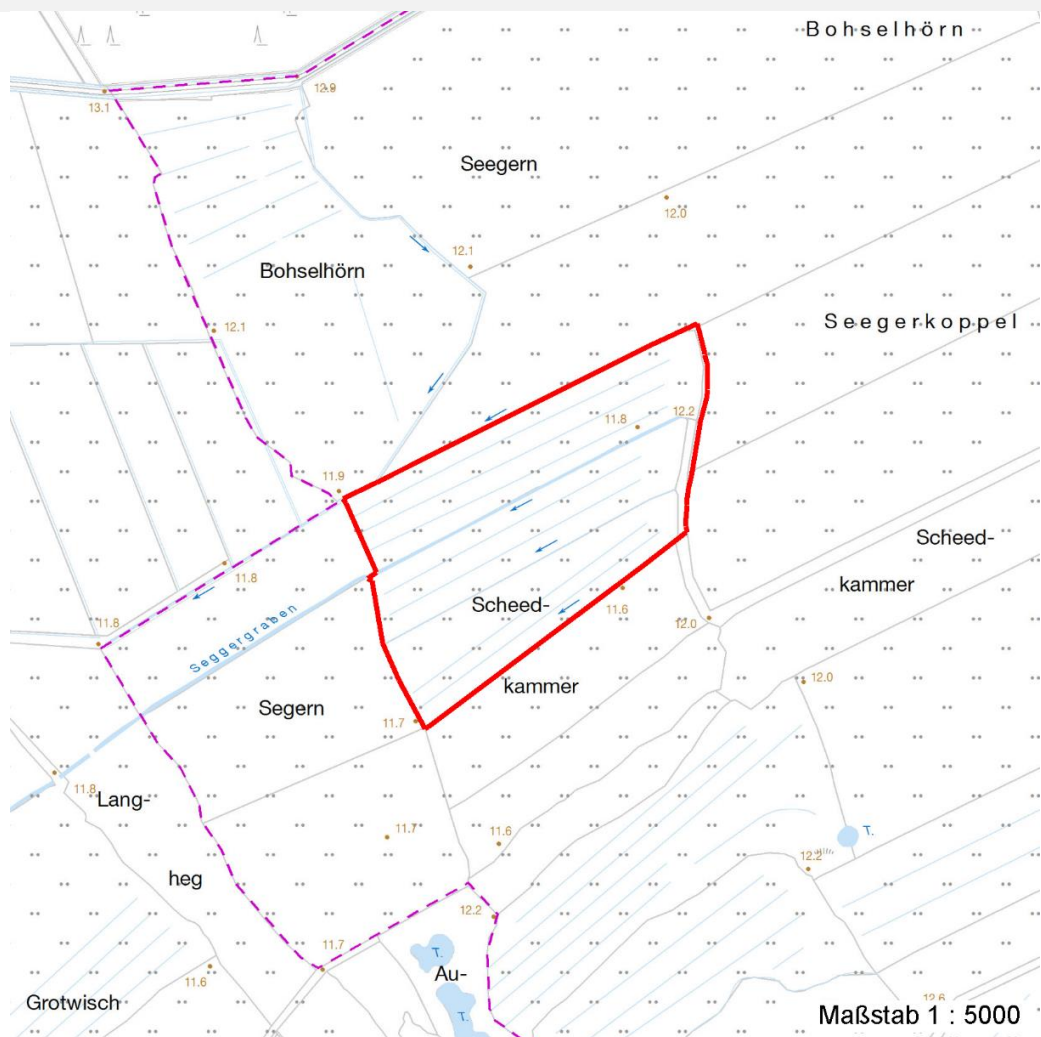 Bohselhörn
12.9
13.1
Seegern
12.0
12.1
Bohselhörn
Seegerkoppel
12.1
12.2
11.8
11.9
Scheed-
11.8
kammer
Scheed-
11.6
12.0
11.8
Seggergraben
kammer
12.0
Segern
11.7
11.8
Lang-
11.7
11.6
T.
12.2
heg
12.2
11.7
T.
Au-
11.6
12.6
Grotwisch
T.
Maßstab 1 : 5000